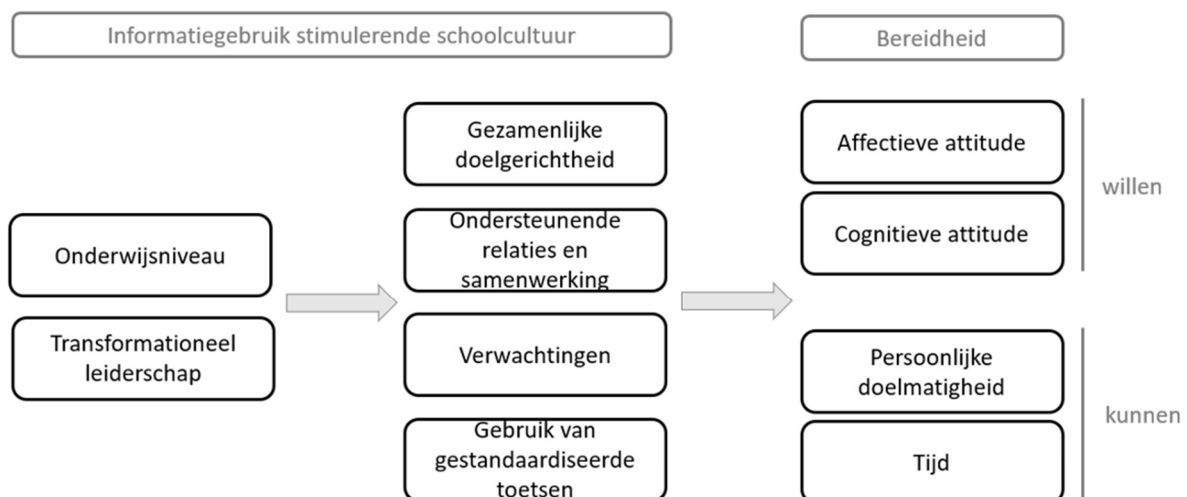 Informatiegebruik stimulerende schoolcultuur
Bereidheid
Onderwijsniveau
Transformationeel
leiderschap
Gezamenlijke
doelgerichtheid
Ondersteunende
relaties en
samenwerking
Verwachtingen
Gebruik van
gestandaardiseerde
toetsen
Affectieve attitude
Cognitieve attitude
willen
Persoonlijke
doelmatigheid
Tijd
kunnen